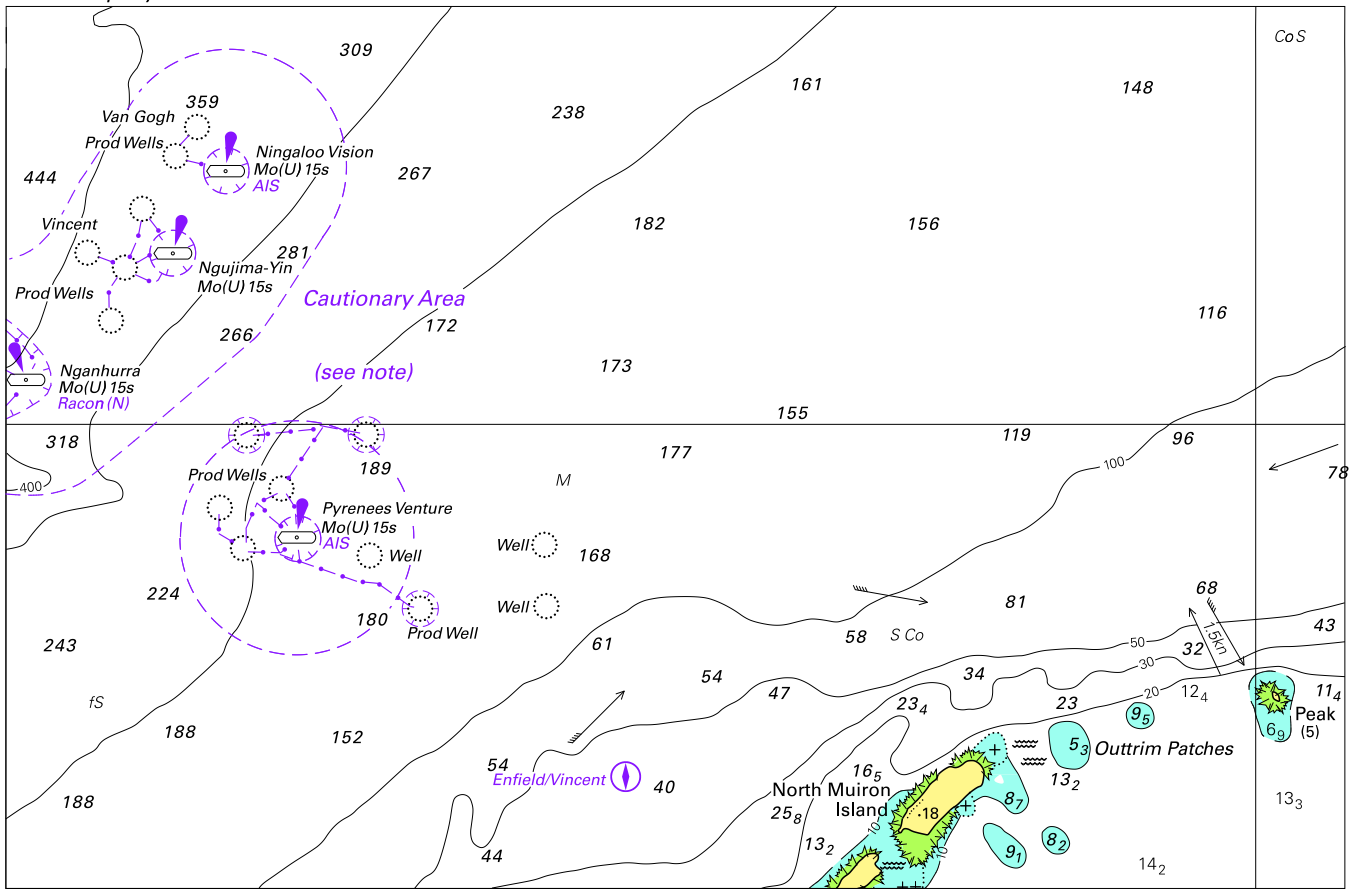 309
Co S
161
148
359
Van Gogh
238
Prod Wells
Ningaloo Vision
Mo(U) 15s
AIS
267
444
Vincent
182
156
281
Ngujima-Yin
Mo(U) 15s
Prod Wells
Cautionary Area
172
116
266
(see note)
173
Nganhurra
Mo(U) 15s
Racon (N)
155
119
96
318
177
189
100
78
Prod Wells
M
400
Pyrenees Venture
Mo(U) 15s
AIS
Well
Well
168
224
180
Well
Prod Well
81
68
1.5kn
43
243
61
58
S Co
50
32
30
54
34
47
20
12₄
11₄
fS
23₄
23
9₅
Peak
(5)
6₉
188
152
5₃
Outtrim Patches
54
Enfield/Vincent
40
16₅
13₂
North Muiron
Island
8₇
13₃
188
25₈
18
10
10
13₂
9₁
8₂
44
14₂